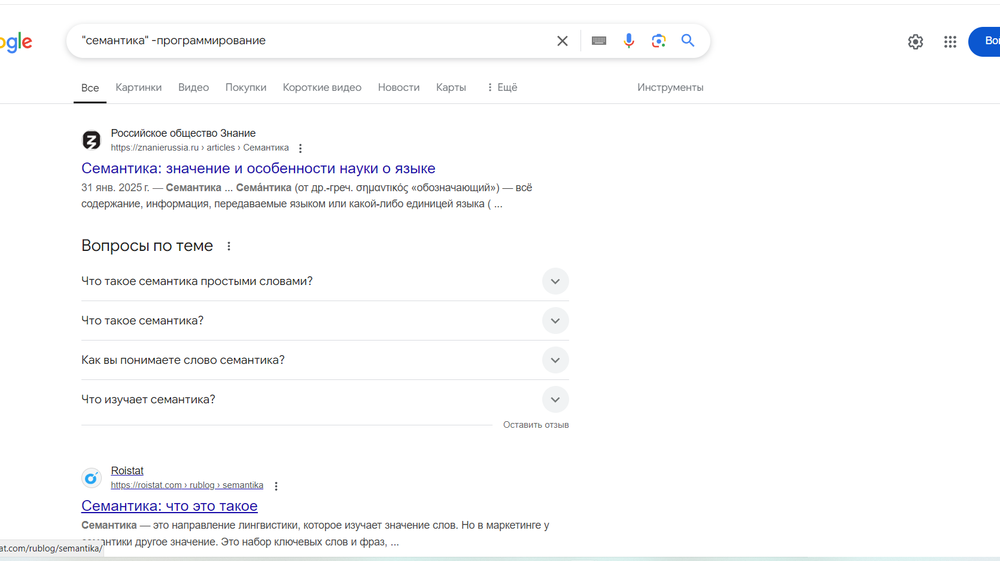 ogle
"семантика" -программирование
Все Картинки Видео Покупки Короткие видео Новости Карты Ещё Инструменты
Российское общество Знание
https://znanierussia.ru › articles › Семантика
Семантика: значение и особенности науки о языке
31 янв. 2025 г. — Семантика ... Сема́нтика (от др.-греч. σημαντικός «обозначающий») — всё
содержание, информация, передаваемые языком или какой-либо единицей языка ( ...
Вопросы по теме
Что такое семантика простыми словами?
Что такое семантика?
Как вы понимаете слово семантика?
Что изучает семантика?
Оставить отзыв
Roistat
https://roistat.com › rublog › semantika
Семантика: что это такое
Семантика — это направление лингвистики, которое изучает значение слов. Но в маркетинге у
семантики другое значение. Это набор ключевых слов и фраз, ...
at.com/rublog/semantika/